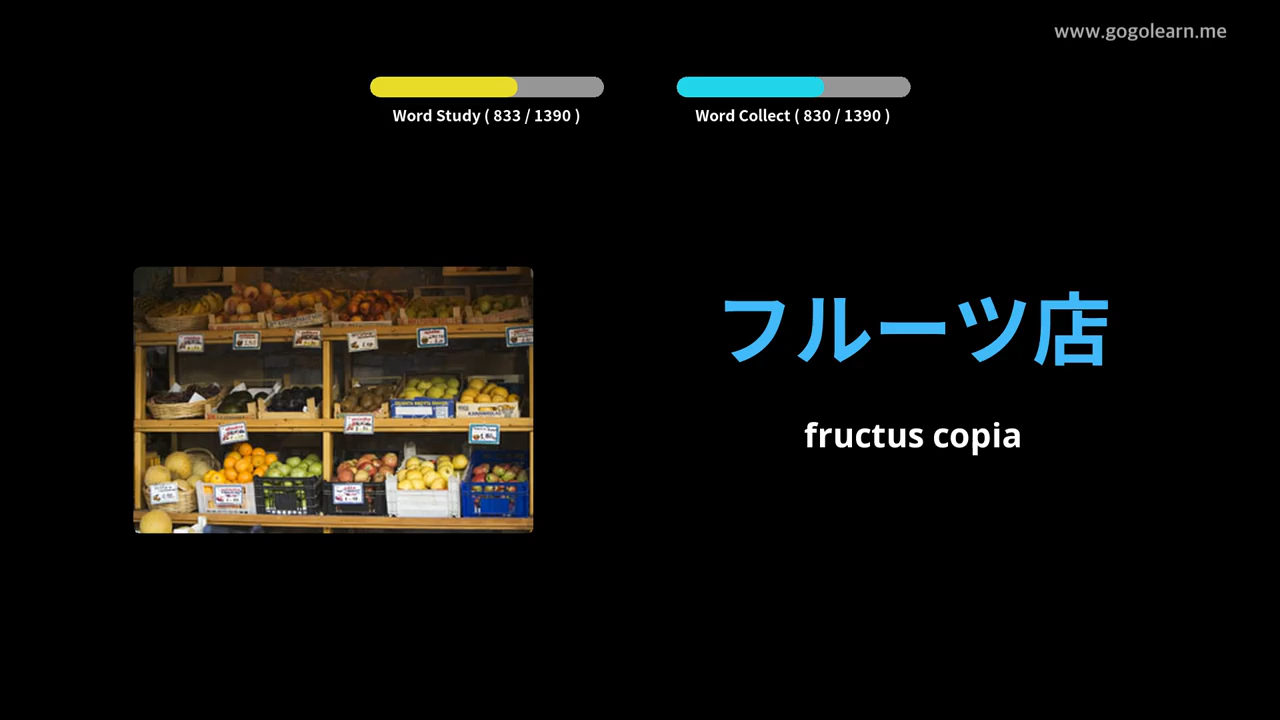 www.gogolearn.me
Word Study ( 833 / 1390 )
Word Collect ( 830 / 1390 )
フルーツ店
fructus copia